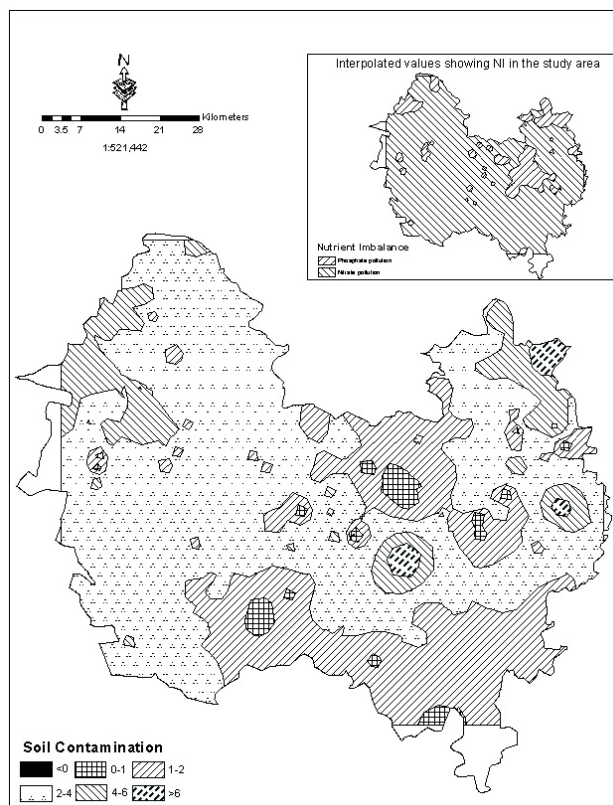 N
Kilometers
0 3.5 7 14 21 28
1:521,442
Interpolated values showing NI in the study area
Nutrient Imbalance
Phosphate pollution
Nitrate pollution
Soil Contamination
<0 0-1 1-2
2-4 4-6 >6